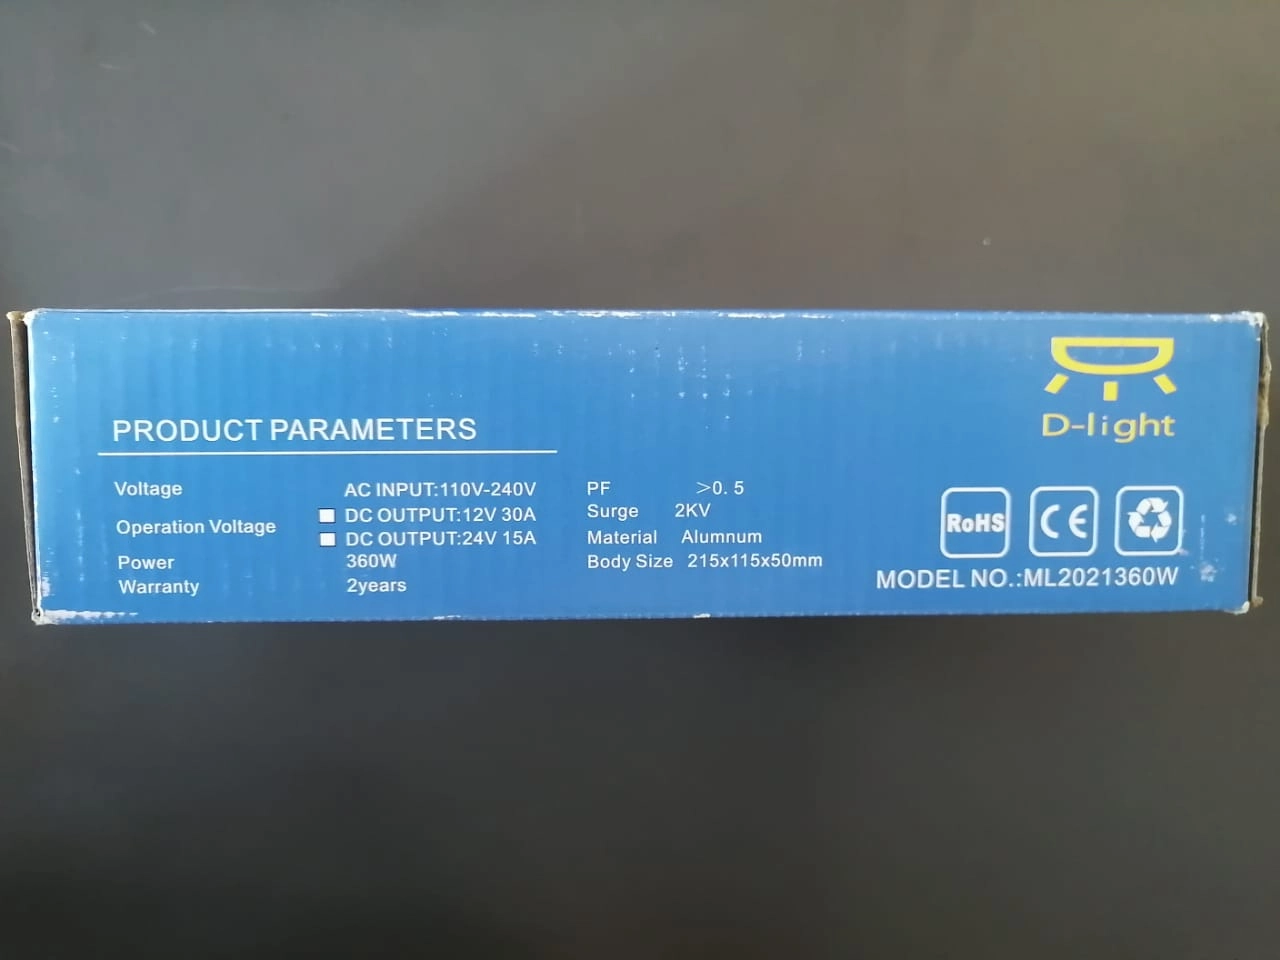 D-light
PRODUCT PARAMETERS
Voltage AC INPUT:110V-240V
Operation Voltage DC OUTPUT:12V 30A
DC OUTPUT:24V 15A
Power 360W
Warranty 2years
PF >0.5
Surge 2KV
Material Alumnum
Body Size 215x115x50mm
RoHS CE
MODEL NO.:ML2021360W